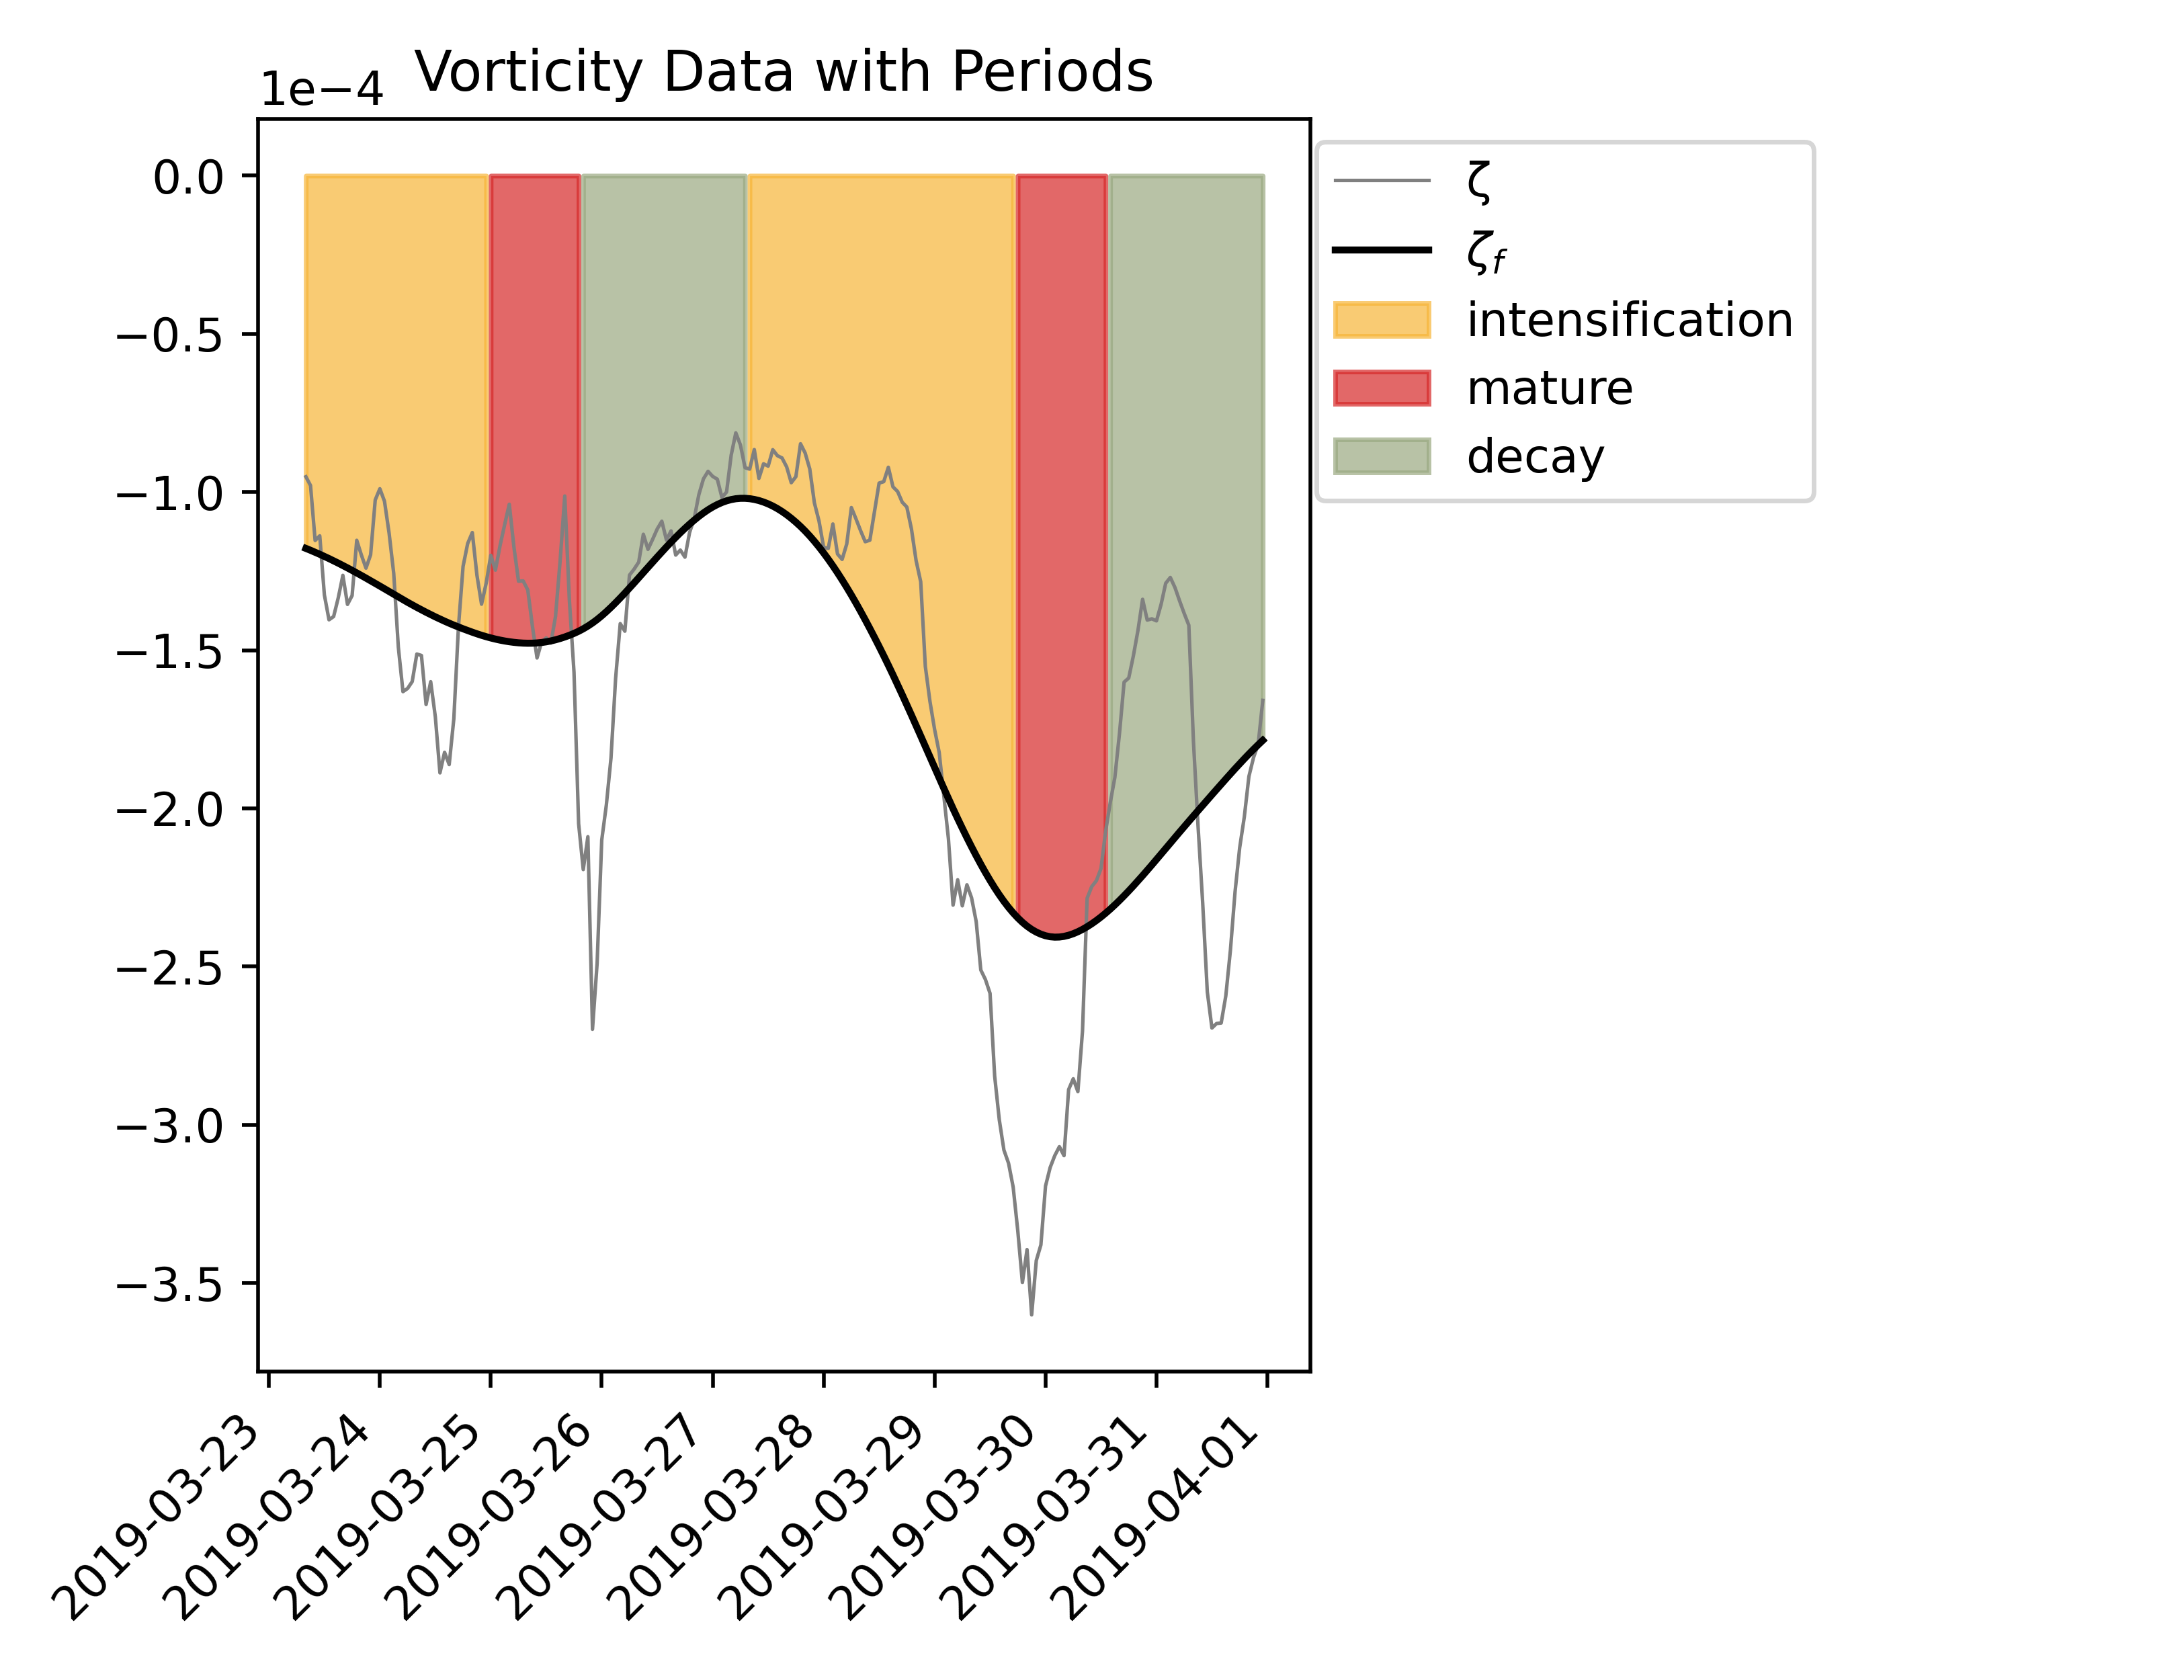 Vorticity Data with Periods
1e−4
0.0
−0.5
−1.0
−1.5
−2.0
−2.5
−3.0
−3.5
2019-03-23
2019-03-24
2019-03-25
2019-03-26
2019-03-27
2019-03-28
2019-03-29
2019-03-30
2019-03-31
2019-04-01
ζ
ζf
intensification
mature
decay